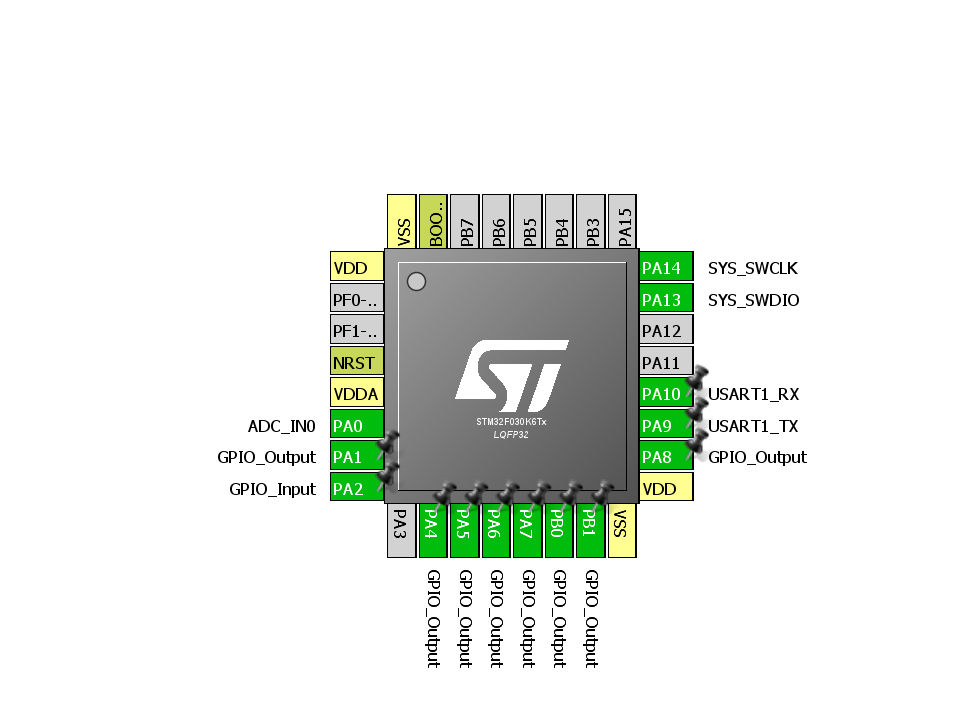 VSS
BOO..
PB7
PB6
PB5
PB4
PB3
PA15
VDD
PF0-..
PF1-..
NRST
VDDA
ADC_IN0 PA0
GPIO_Output PA1
GPIO_Input PA2
STM32F030K6Tx
LQFP32
PA14 SYS_SWCLK
PA13 SYS_SWDIO
PA12
PA11
PA10 USART1_RX
PA9 USART1_TX
PA8 GPIO_Output
VDD
PA3
PA4 GPIO_Output
PA5 GPIO_Output
PA6 GPIO_Output
PA7 GPIO_Output
PB0 GPIO_Output
PB1 GPIO_Output
VSS